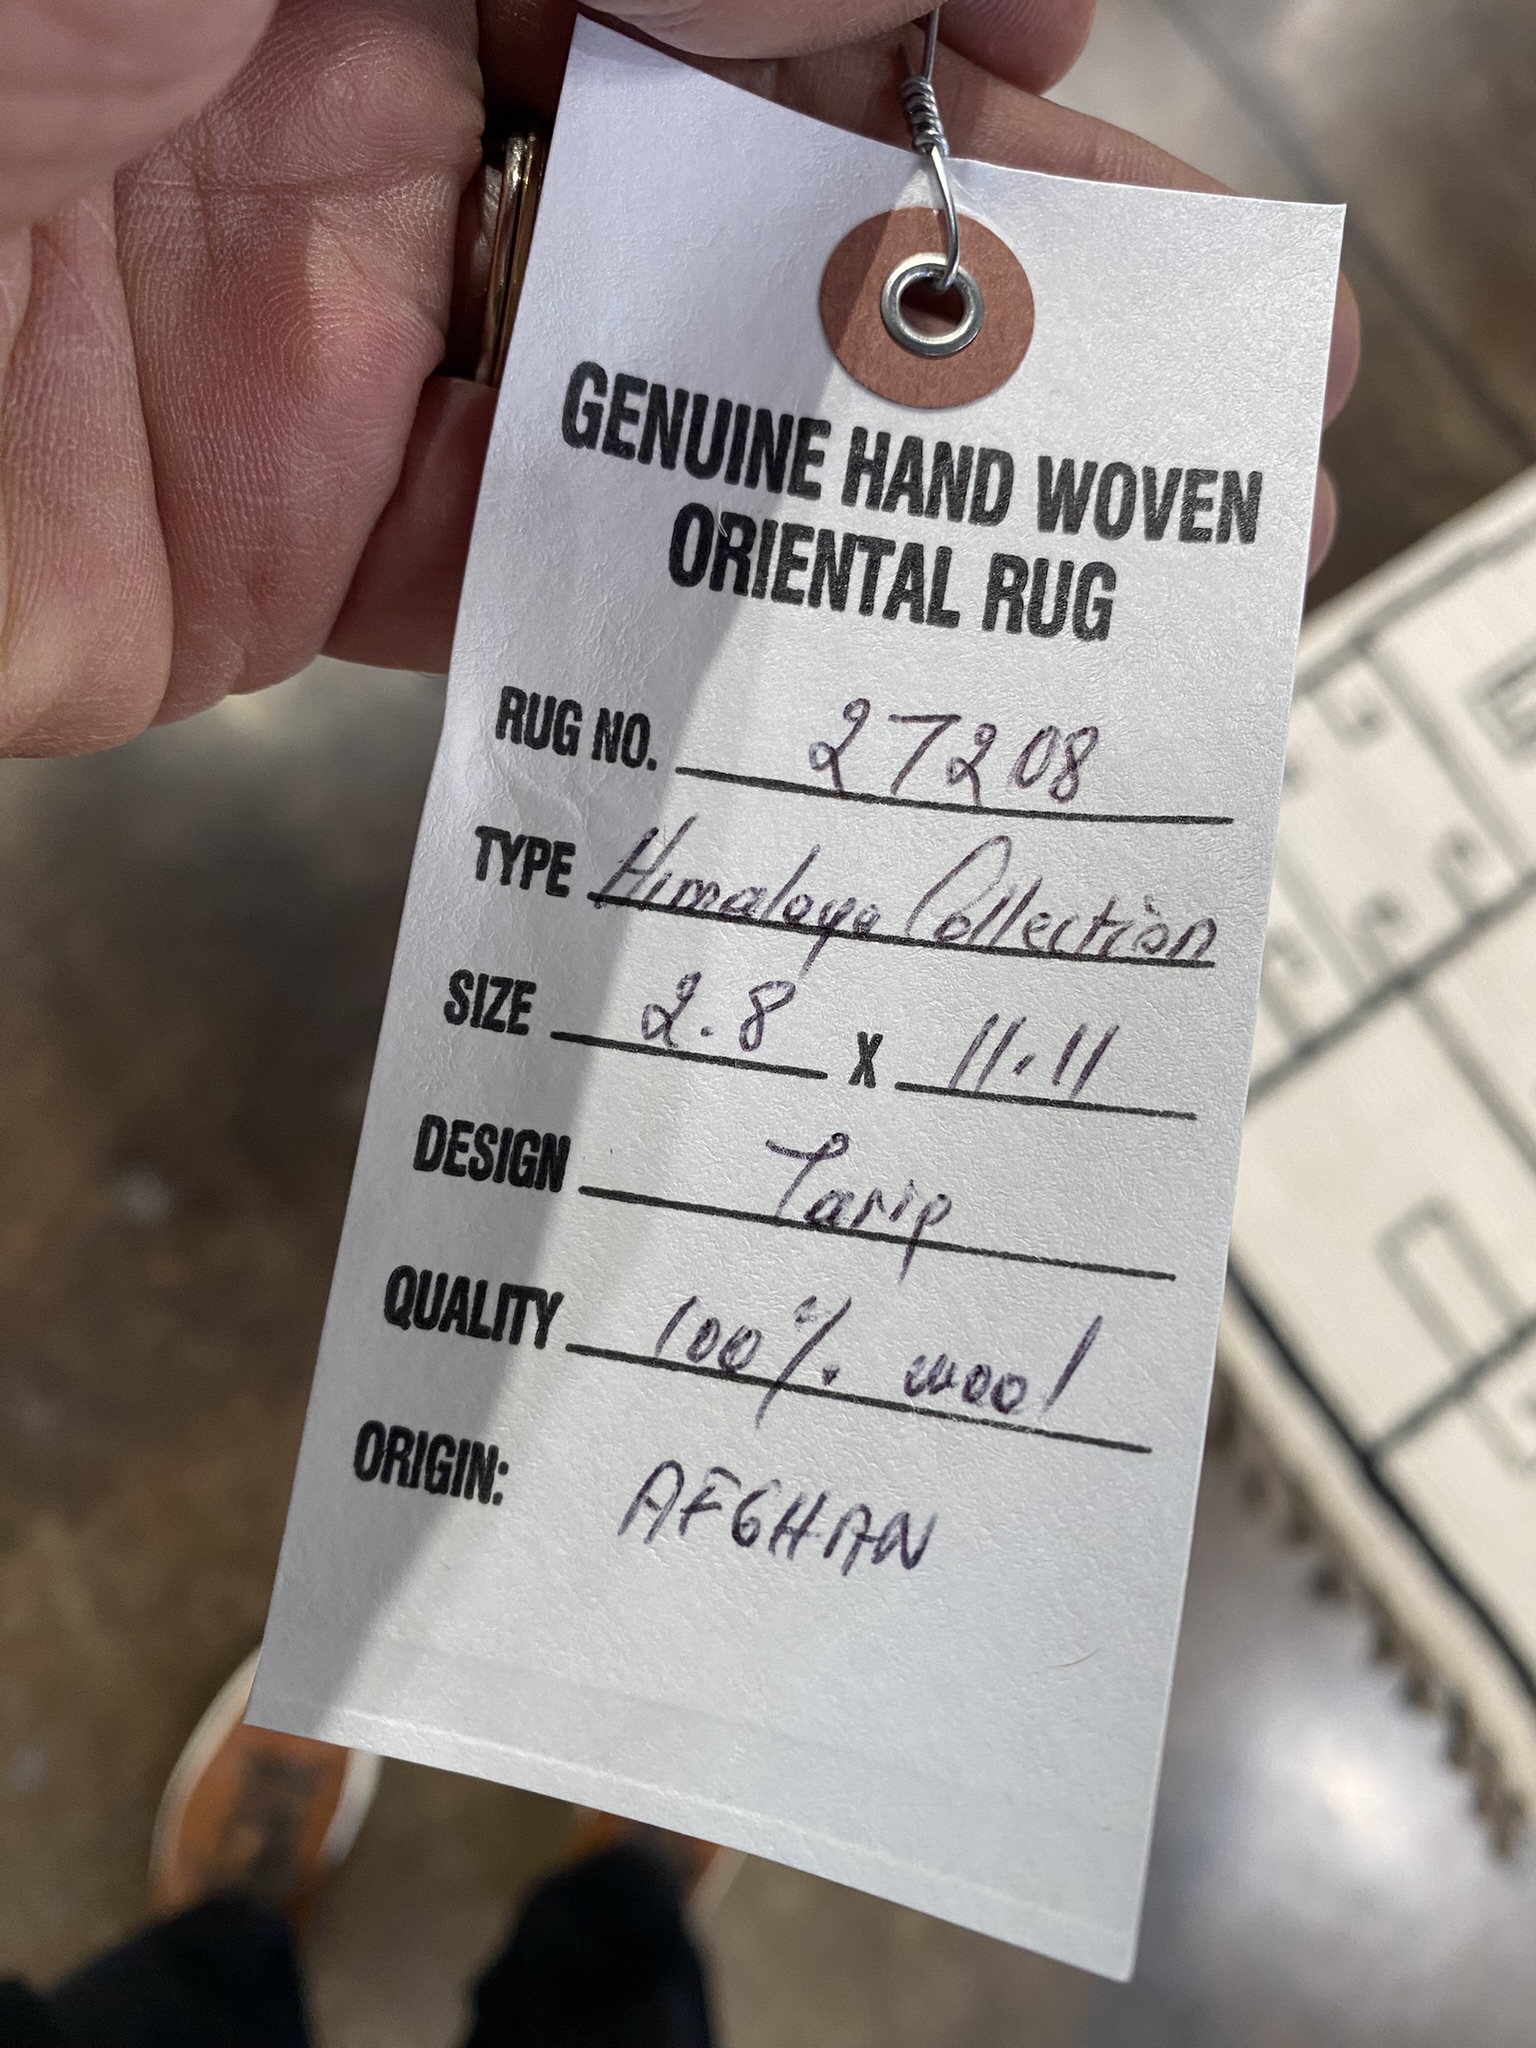 GENUINE HAND WOVEN
ORIENTAL RUG
RUG NO. 27208
TYPE Himalaya Collection
SIZE 2.8 X 11.11
DESIGN Tarip
QUALITY 100% wool
ORIGIN: AFGHAN